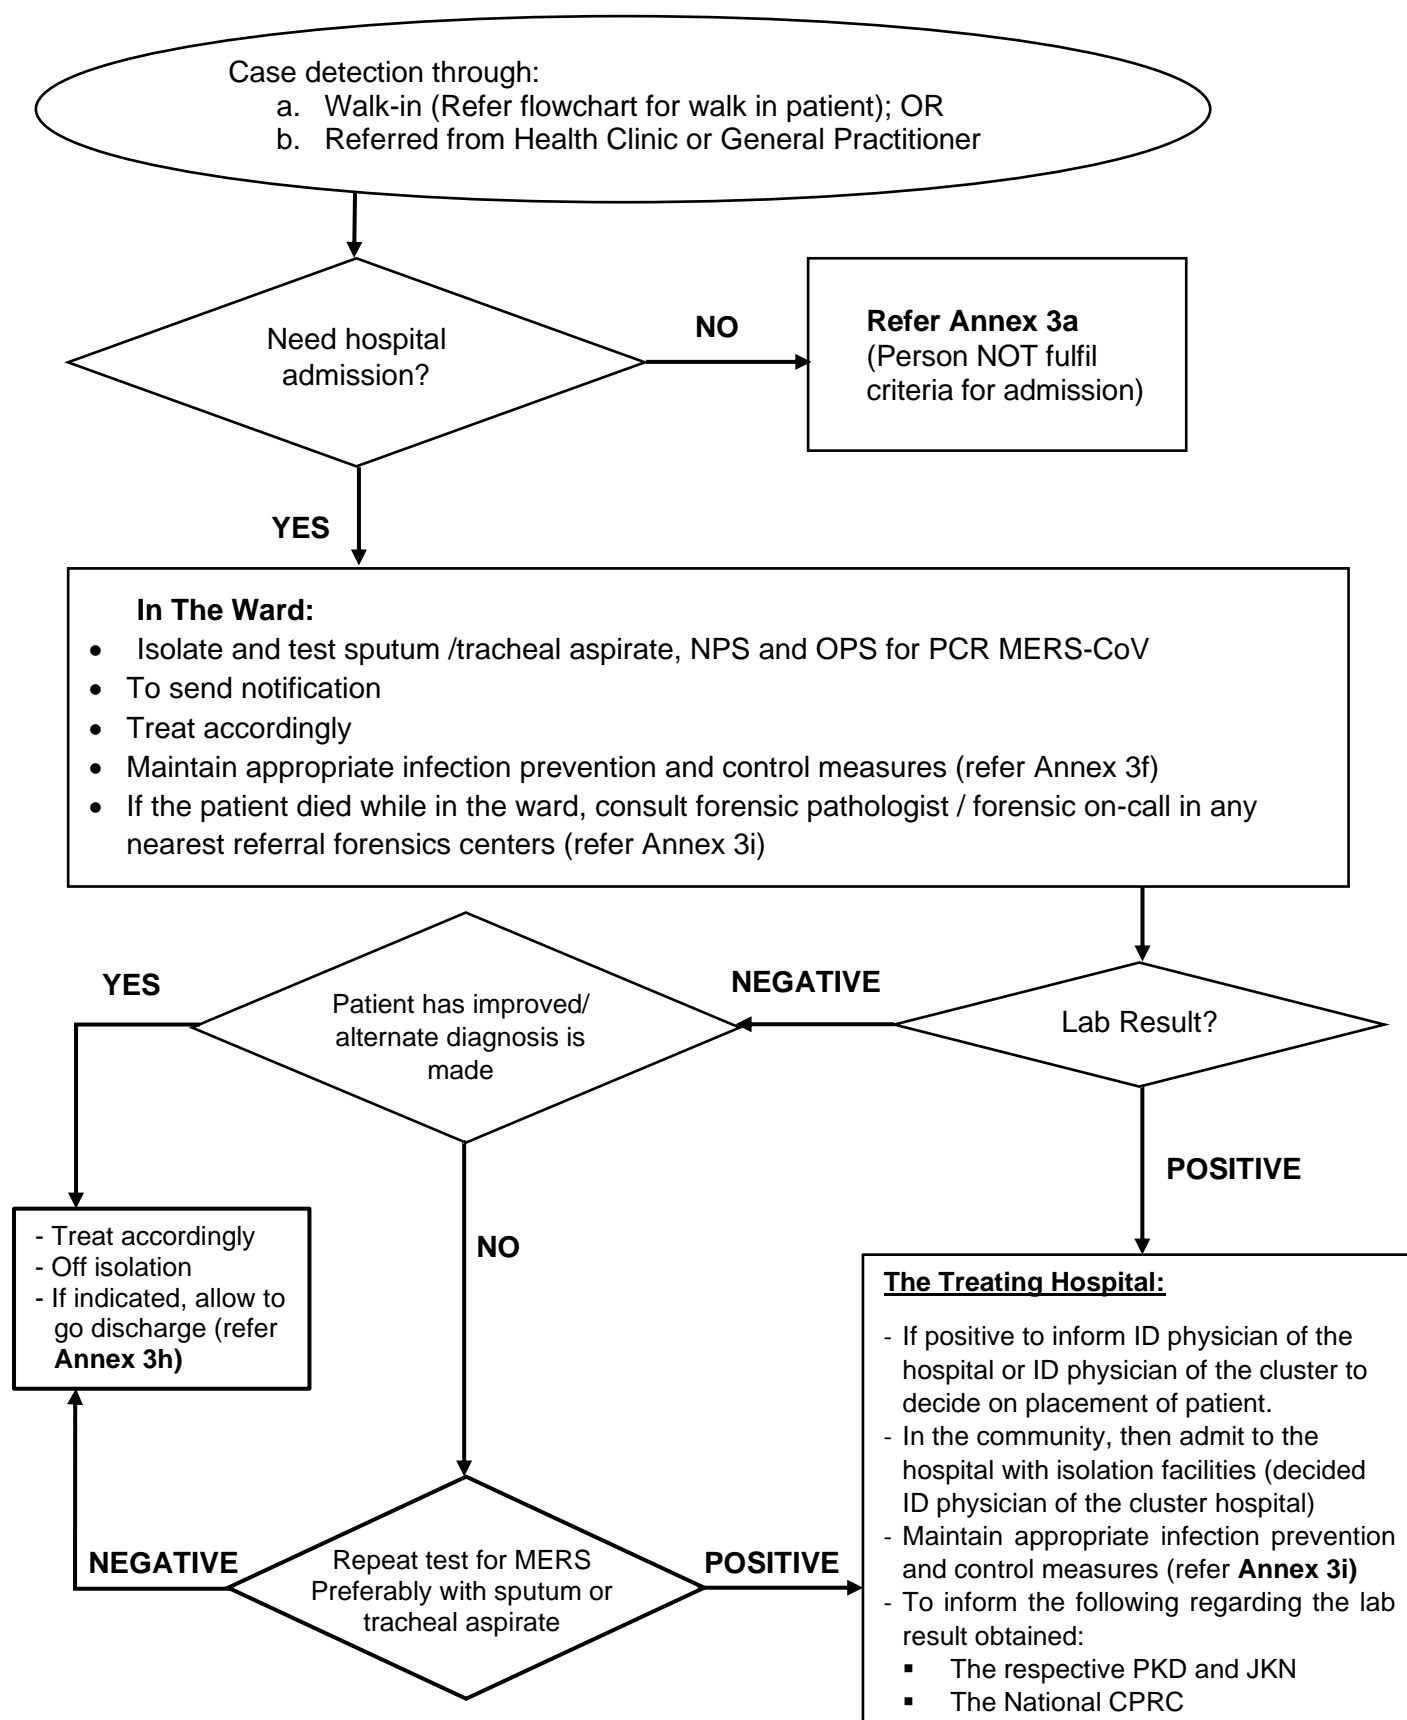 Case detection through:
a. Walk-in (Refer flowchart for walk in patient); OR
b. Referred from Health Clinic or General Practitioner
Need hospital
admission?
NO
Refer Annex 3a
(Person NOT fulfil
criteria for admission)
YES
In The Ward:
• Isolate and test sputum /tracheal aspirate, NPS and OPS for PCR MERS-CoV
• To send notification
• Treat accordingly
• Maintain appropriate infection prevention and control measures (refer Annex 3f)
• If the patient died while in the ward, consult forensic pathologist / forensic on-call in any
nearest referral forensics centers (refer Annex 3i)
Lab Result?
NEGATIVE
Patient has improved/
alternate diagnosis is
made
YES
- Treat accordingly
- Off isolation
- If indicated, allow to
go discharge (refer
Annex 3h)
NO
Repeat test for MERS
Preferably with sputum or
tracheal aspirate
NEGATIVE
POSITIVE
POSITIVE
The Treating Hospital:
- If positive to inform ID physician of the
hospital or ID physician of the cluster to
decide on placement of patient.
- In the community, then admit to the
hospital with isolation facilities (decided
ID physician of the cluster hospital)
- Maintain appropriate infection prevention
and control measures (refer Annex 3i)
- To inform the following regarding the lab
result obtained:
▪ The respective PKD and JKN
▪ The National CPRC